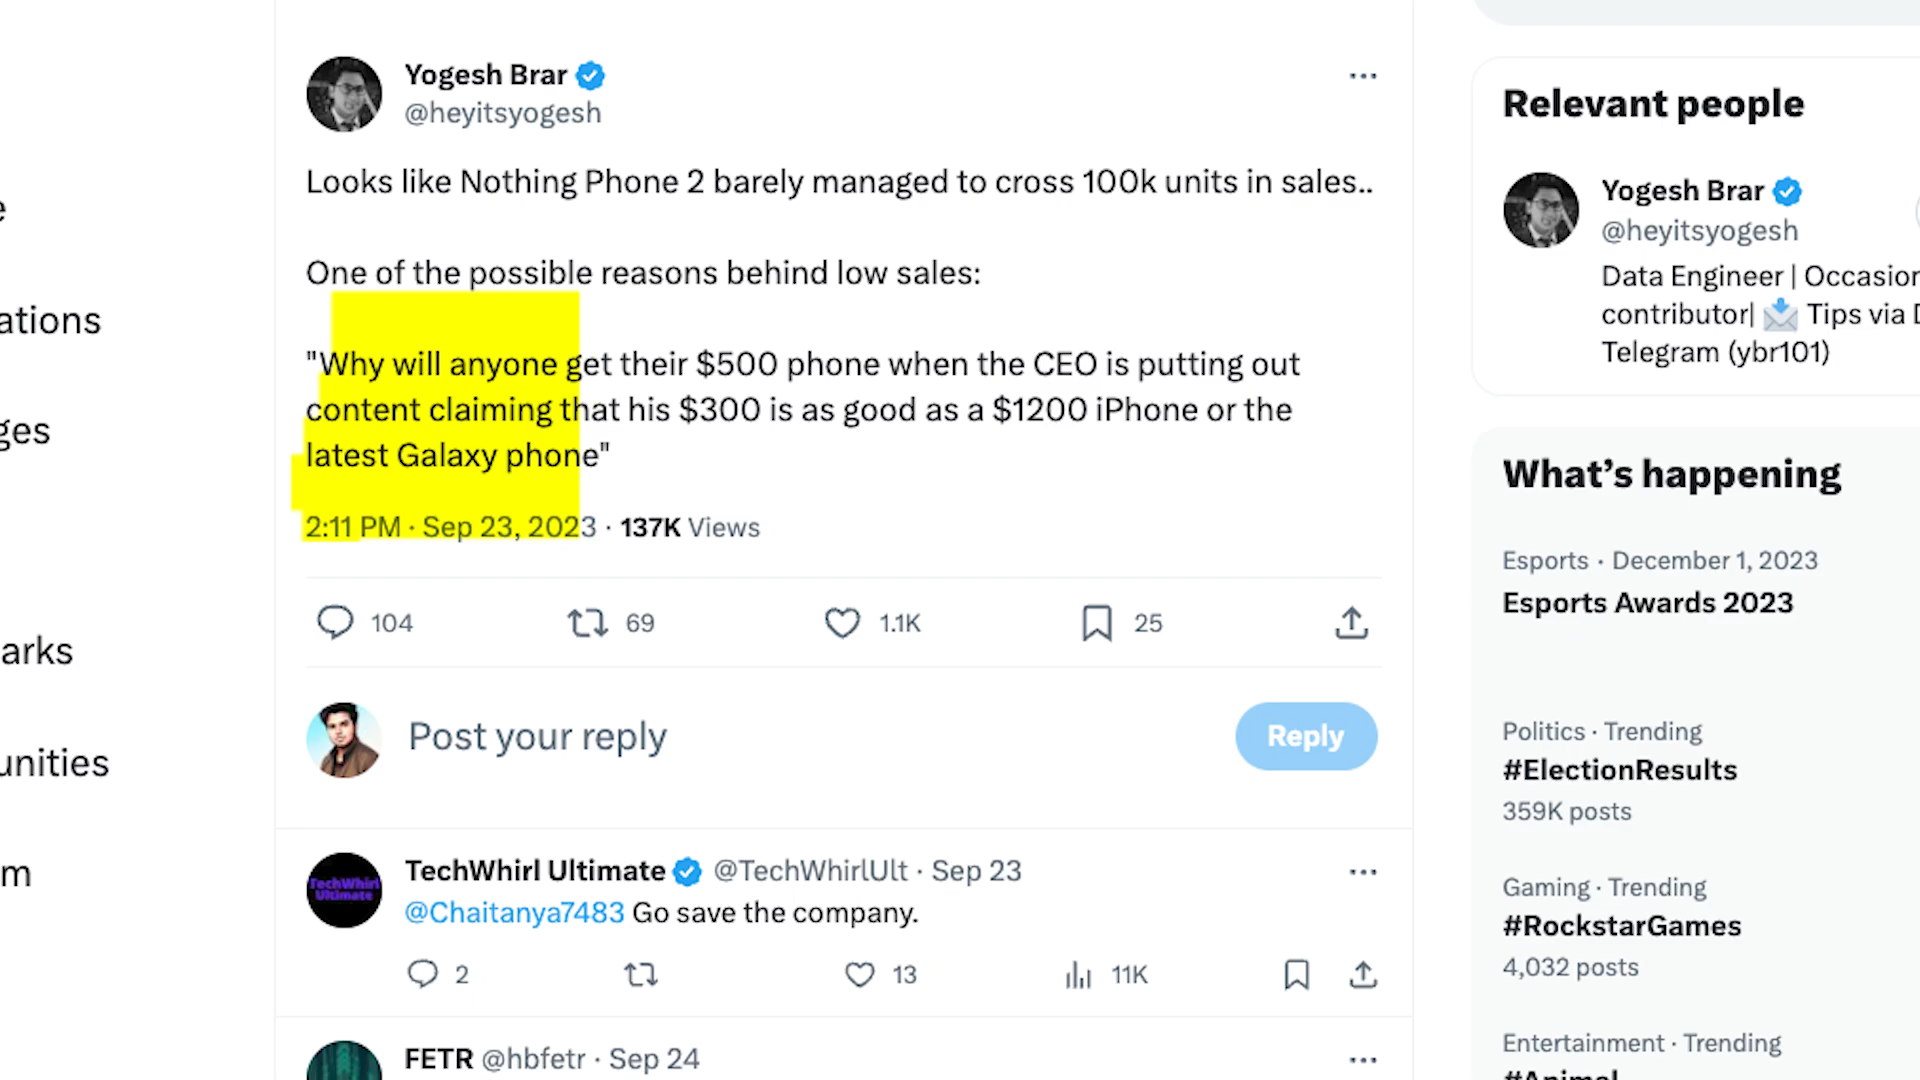 Yogesh Brar
@heyitsyogesh
Looks like Nothing Phone 2 barely managed to cross 100k units in sales..
One of the possible reasons behind low sales:
"Why will anyone get their $500 phone when the CEO is putting out
content claiming that his $300 is as good as a $1200 iPhone or the
latest Galaxy phone"
2:11 PM · Sep 23, 2023 · 137K Views
104 69 1.1K 25
Post your reply
Reply
TechWhirl Ultimate @TechWhirlUlt · Sep 23
@Chaitanya7483 Go save the company.
2 13 11K
FETR @hbfetr · Sep 24
e
ations
ges
arks
unities
m
TechWhirl
Ultimate
Relevant people
Yogesh Brar
@heyitsyogesh
Data Engineer | Occasion
contributor| Tips via D
Telegram (ybr101)
What's happening
Esports · December 1, 2023
Esports Awards 2023
Politics · Trending
#ElectionResults
359K posts
Gaming · Trending
#RockstarGames
4,032 posts
Entertainment · Trending
#Animal